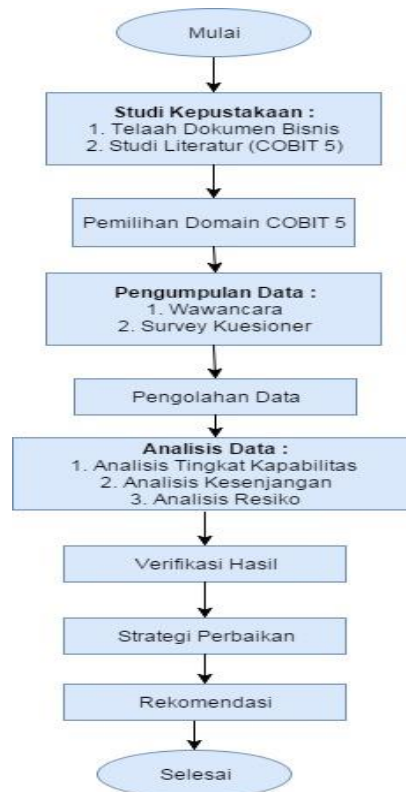 Mulai
Studi Kepustakaan :
1. Telaah Dokumen Bisnis
2. Studi Literatur (COBIT 5)
Pemilihan Domain COBIT 5
Pengumpulan Data :
1. Wawancara
2. Survey Kuesioner
Pengolahan Data
Analisis Data :
1. Analisis Tingkat Kapabilitas
2. Analisis Kesenjangan
3. Analisis Resiko
Verifikasi Hasil
Strategi Perbaikan
Rekomendasi
Selesai